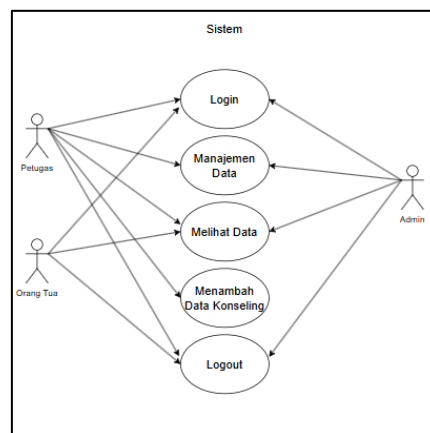 Sistem
Login
Petugas
Manajemen
Data
Admin
Melihat Data
Orang Tua
Menambah
Data Konseling
Logout